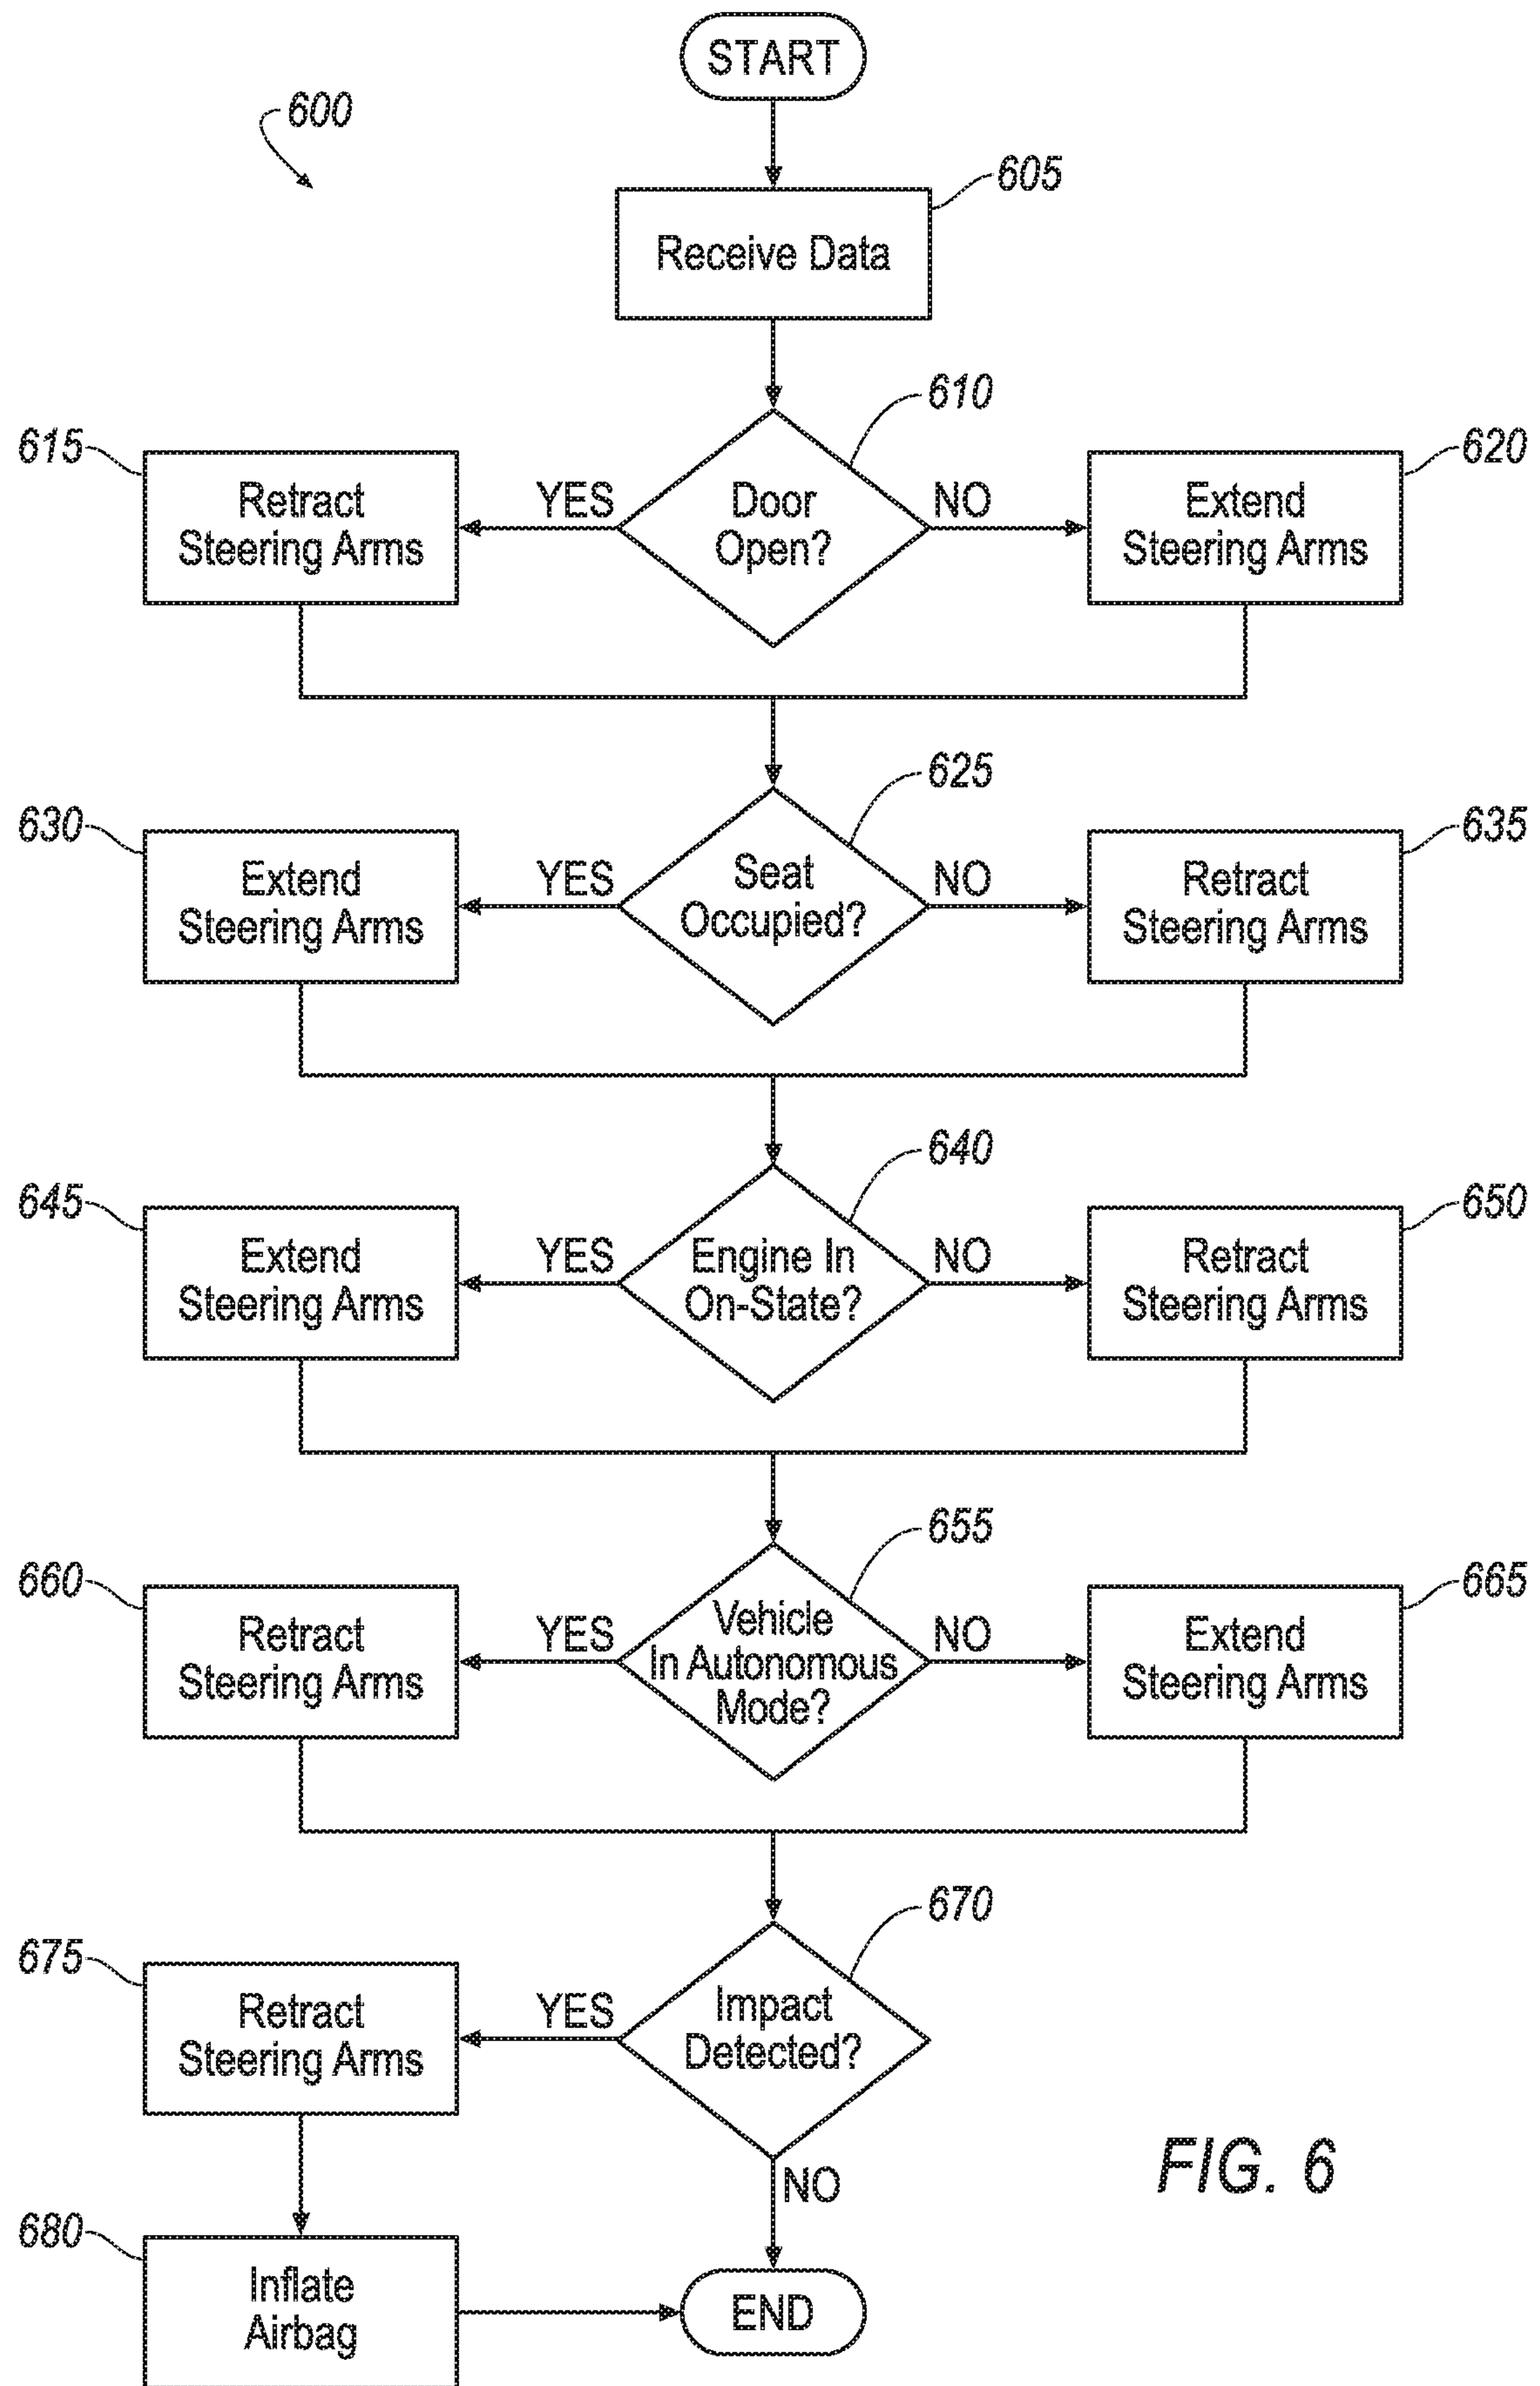 START
600
605
Receive Data
610
615
620
Retract
Steering Arms
YES
Door
Open?
NO
Extend
Steering Arms
625
630
635
Extend
Steering Arms
YES
Seat
Occupied?
NO
Retract
Steering Arms
640
645
650
Extend
Steering Arms
YES
Engine In
On-State?
NO
Retract
Steering Arms
655
660
665
Retract
Steering Arms
YES
Vehicle
In Autonomous
Mode?
NO
Extend
Steering Arms
670
675
Retract
Steering Arms
YES
Impact
Detected?
NO
FIG. 6
680
Inflate
Airbag
END